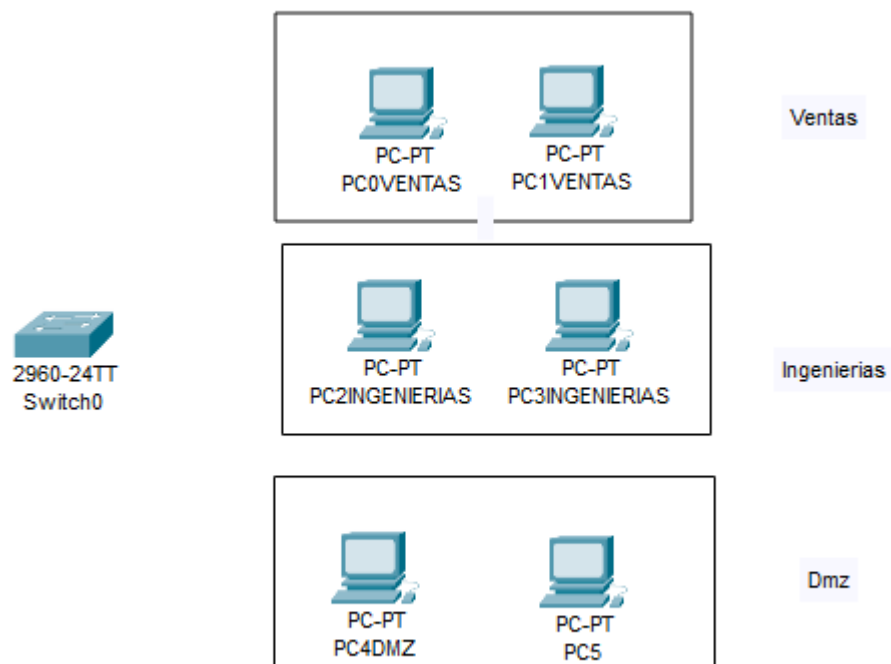 PC-PT
PC0VENTAS
PC-PT
PC1VENTAS
Ventas
2960-24TT
Switch0
PC-PT
PC2INGENIERIAS
PC-PT
PC3INGENIERIAS
Ingenierias
PC-PT
PC4DMZ
PC-PT
PC5
Dmz